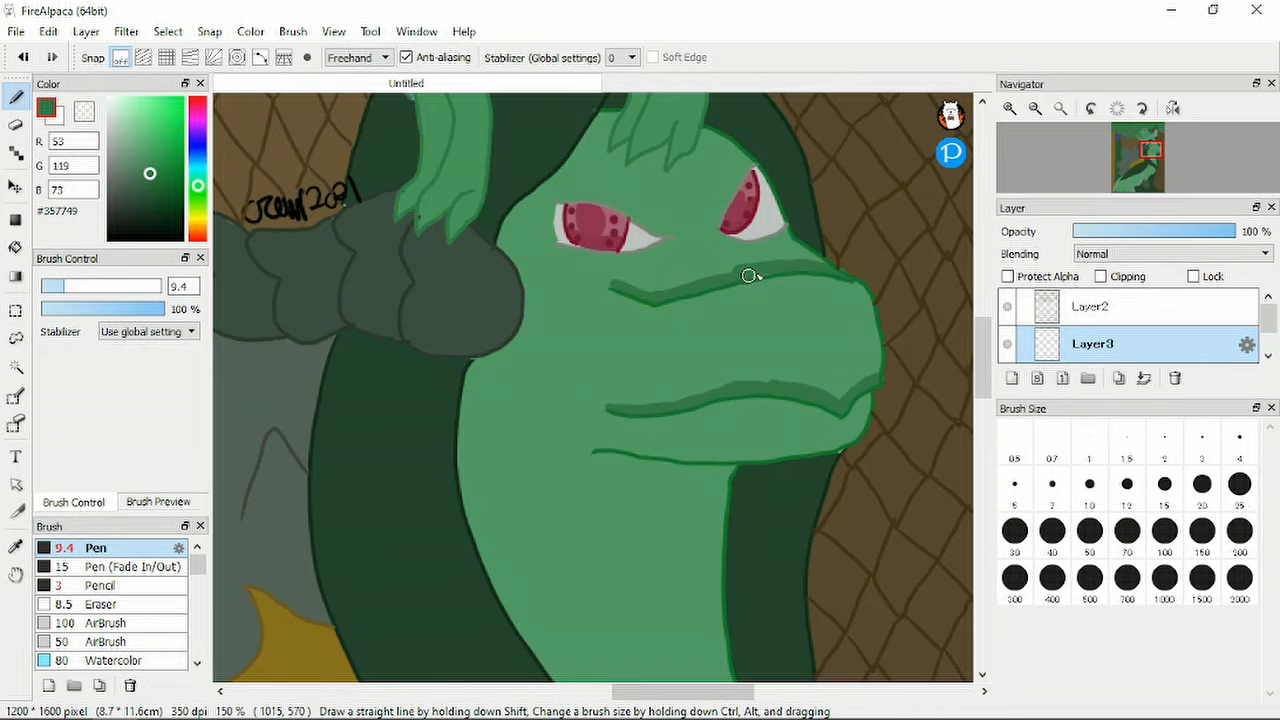 FireAlpaca (64bit)
File Edit Layer Filter Select Snap Color Brush View Tool Window Help
Snap OFF Freehand Anti-aliasing Stabilizer (Global settings) 0 Soft Edge
Color
R 53
G 119
B 73
#357749
Brush Control
9.4
100 %
Stabilizer Use global setting
Brush Control Brush Preview
Brush
9.4 Pen
15 Pen (Fade In/Out)
3 Pencil
8.5 Eraser
100 AirBrush
50 AirBrush
80 Watercolor
Untitled
P
Navigator
Layer
Opacity 100 %
Blending Normal
Protect Alpha Clipping Lock
Layer2
Layer3
8 1
Brush Size
0.5 0.7 1 1.5 2 3 4
5 7 10 12 15 20 25
30 40 50 70 100 150 200
300 400 500 700 1000 1500 2000
1200 * 1600 pixel (8.7 * 11.6cm) 350 dpi 150 % ( 1015, 570 ) Draw a straight line by holding down Shift, Change a brush size by holding down Ctrl, Alt, and dragging